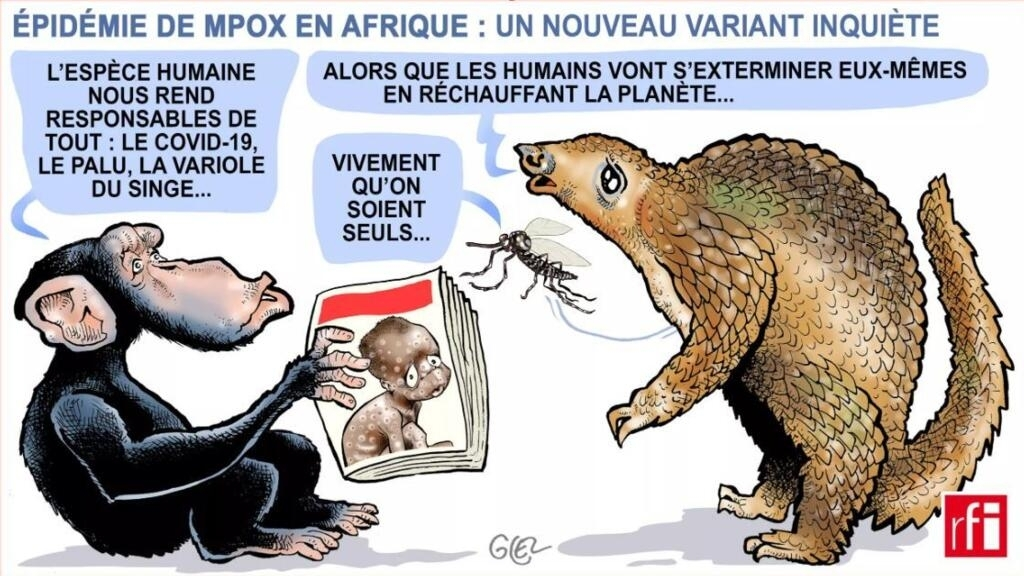 ÉPIDÉMIE DE MPOX EN AFRIQUE : UN NOUVEAU VARIANT INQUIÈTE
L'ESPÈCE HUMAINE
NOUS REND
RESPONSABLES DE
TOUT : LE COVID-19,
LE PALU, LA VARIOLE
DU SINGE...
ALORS QUE LES HUMAINS VONT S'EXTERMINER EUX-MÊMES
EN RÉCHAUFFANT LA PLANÈTE...
VIVEMENT
QU'ON
SOIENT
SEULS...
GLEZ
rfi